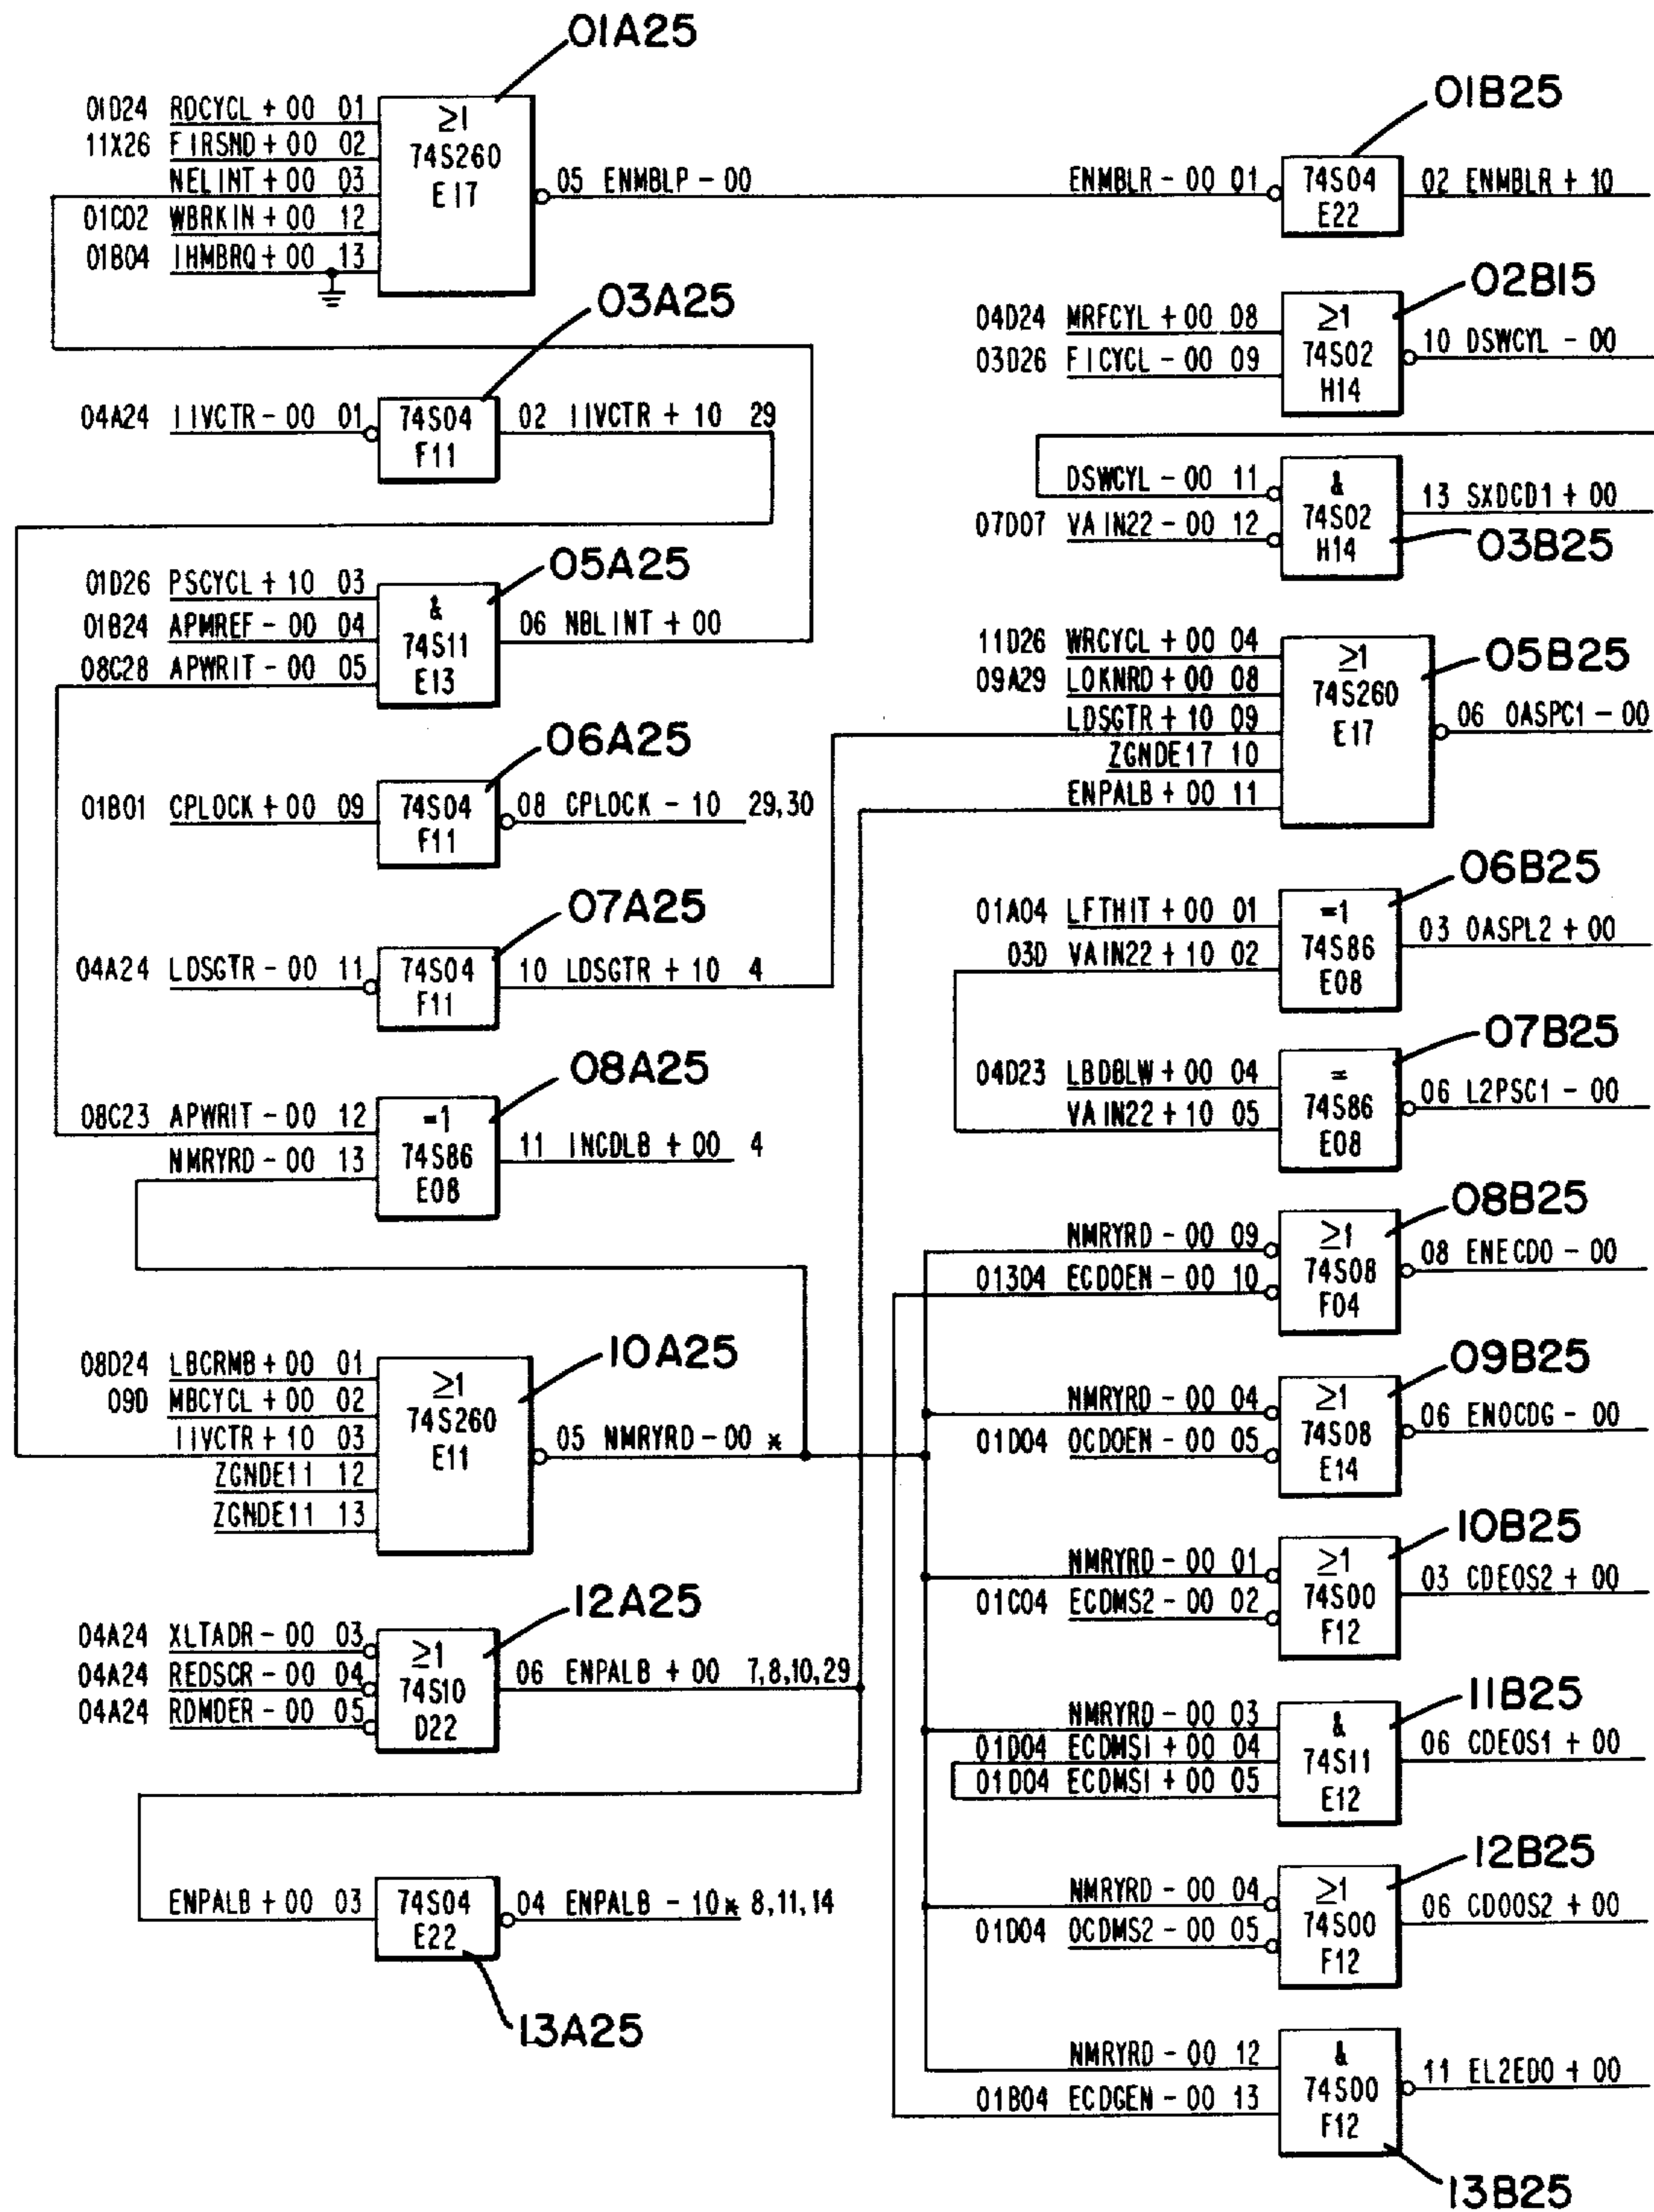 01A25
01D24 RDCYCL + 00 01
11X26 FIRSND + 00 02
NELINT + 00 03
01C02 WBRKIN + 00 12
01B04 IHMBRQ + 00 13
≥1
74S260
E17
05 ENMBLP - 00
03A25
04A24 IIVCTR - 00 01
74S04
F11
02 IIVCTR + 10 29
05A25
01D26 PSCYCL + 10 03
01B24 APMREF - 00 04
08C28 APWRIT - 00 05
&
74S11
E13
06 NBLINT + 00
06A25
01B01 CPLOCK + 00 09
74S04
F11
08 CPLOCK - 10 29,30
07A25
04A24 LDSGTR - 00 11
74S04
F11
10 LDSGTR + 10 4
08A25
08C23 APWRIT - 00 12
NMRYRD - 00 13
=1
74S86
E08
11 INCDLB + 00 4
10A25
08D24 LBCRMB + 00 01
09D MBCYCL + 00 02
IIVCTR + 10 03
ZGNDE11 12
ZGNDE11 13
≥1
74S260
E11
05 NMRYRD - 00 *
12A25
04A24 XLTADR - 00 03
04A24 REDSCR - 00 04
04A24 RDMDER - 00 05
≥1
74S10
D22
06 ENPALB + 00 7,8,10,29
ENPALB + 00 03
74S04
E22
04 ENPALB - 10* 8,11,14
13A25
01B25
ENMBLR - 00 01
74S04
E22
02 ENMBLR + 10
02B15
04D24 MRFCYL + 00 08
03D26 FICYCL - 00 09
≥1
74S02
H14
10 DSWCYL - 00
DSWCYL - 00 11
07D07 VAIN22 - 00 12
&
74S02
H14
13 SXDCD1 + 00
03B25
11D26 WRCYCL + 00 04
09A29 LOKNRD + 00 08
LDSGTR + 10 09
ZGNDE17 10
ENPALB + 00 11
≥1
74S260
E17
05B25
06 OASPC1 - 00
06B25
01A04 LFTHIT + 00 01
03D VAIN22 + 10 02
=1
74S86
E08
03 OASPL2 + 00
07B25
04D23 LBDBLW + 00 04
VAIN22 + 10 05
=
74S86
E08
06 L2PSC1 - 00
08B25
NMRYRD - 00 09
01304 ECDOEN - 00 10
≥1
74S08
F04
08 ENECDO - 00
09B25
NMRYRD - 00 04
01D04 OCDOEN - 00 05
≥1
74S08
E14
06 ENOCDG - 00
10B25
NMRYRD - 00 01
01C04 ECDMS2 - 00 02
≥1
74S00
F12
03 CDEOS2 + 00
11B25
NMRYRD - 00 03
01D04 ECDMS1 + 00 04
01D04 ECDMS1 + 00 05
&
74S11
E12
06 CDEOS1 + 00
12B25
NMRYRD - 00 04
01D04 OCDMS2 - 00 05
≥1
74S00
F12
06 CDOOS2 + 00
NMRYRD - 00 12
01B04 ECDGEN - 00 13
&
74S00
F12
11 EL2EDO + 00
13B25